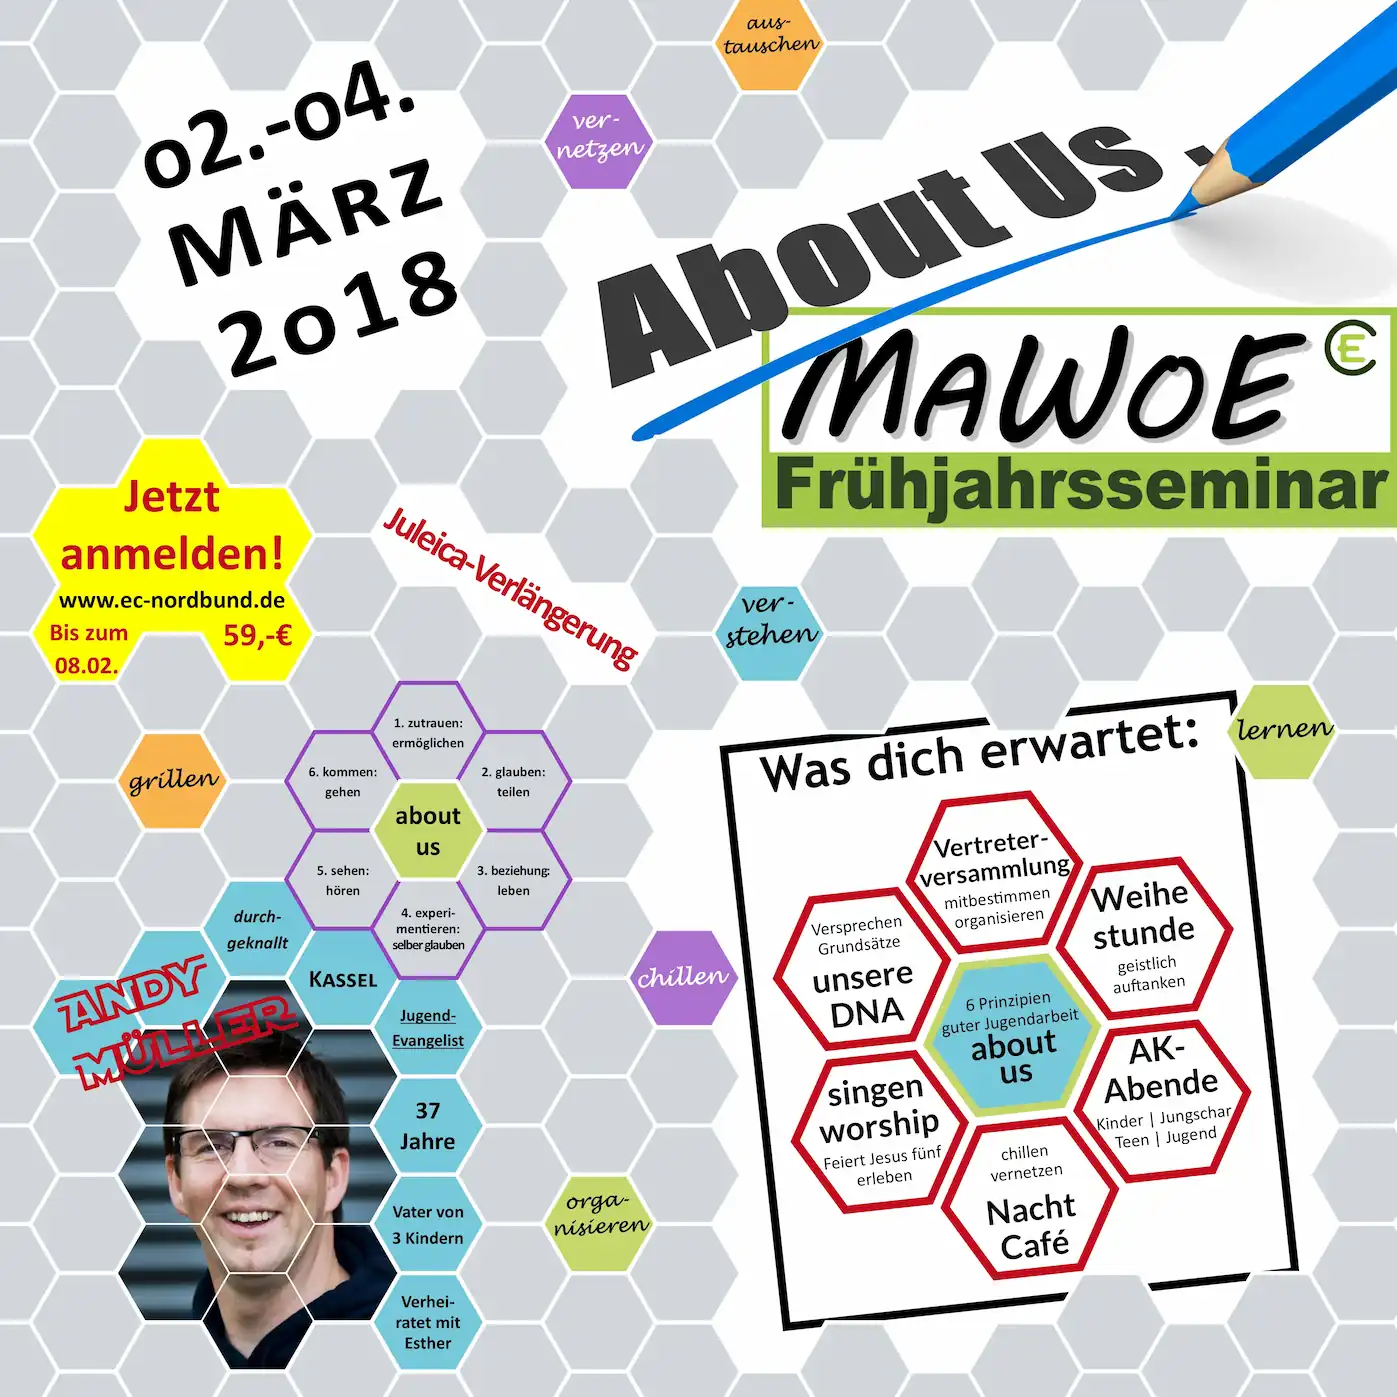 aus-
tauschen
ver-
netzen
02.-04.
März
2018
About Us .
MAWoE
CE
Frühjahrsseminar
Jetzt
anmelden!
www.ec-nordbund.de
Bis zum
08.02.
59,-€
Juleica-Verlängerung
ver-
stehen
lernen
grillen
1. zutrauen:
ermöglichen
2. glauben:
teilen
3. beziehung:
leben
4. experi-
mentieren:
selber glauben
5. sehen:
hören
6. kommen:
gehen
about
us
durch-
geknallt
Kassel
ANDY
MÜLLER
Jugend-
Evangelist
37
Jahre
Vater von
3 Kindern
Verhei-
ratet mit
Esther
chillen
orga-
nisieren
Was dich erwartet:
Vertreter-
versammlung
mitbestimmen
organisieren
Weihe
stunde
geistlich
auftanken
Versprechen
Grundsätze
unsere
DNA
6 Prinzipien
guter Jugendarbeit
about
us
AK-
Abende
Kinder | Jungschar
Teen | Jugend
singen
worship
Feiert Jesus fünf
erleben
chillen
vernetzen
Nacht
Café